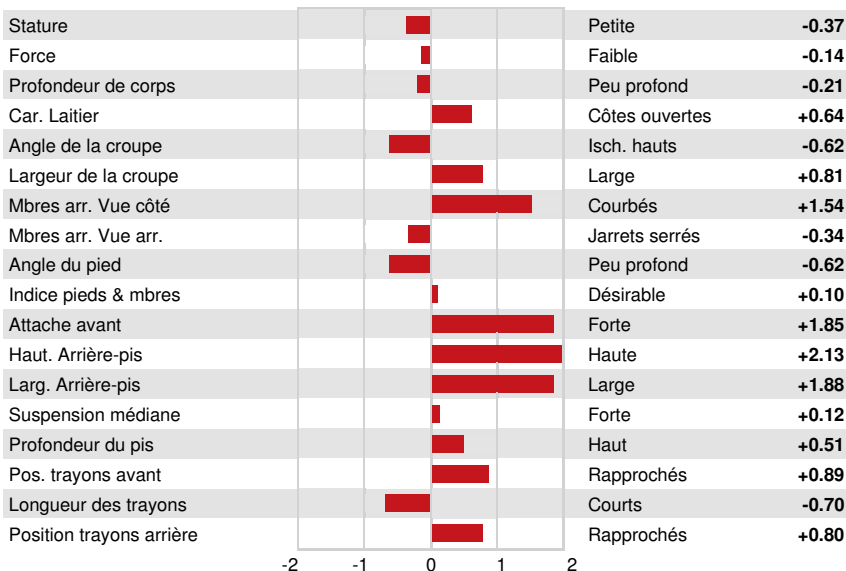 Stature Petite -0.37
Force Faible -0.14
Profondeur de corps Peu profond -0.21
Car. Laitier Côtes ouvertes +0.64
Angle de la croupe Isch. hauts -0.62
Largeur de la croupe Large +0.81
Mbres arr. Vue côté Courbés +1.54
Mbres arr. Vue arr. Jarrets serrés -0.34
Angle du pied Peu profond -0.62
Indice pieds & mbres Désirable +0.10
Attache avant Forte +1.85
Haut. Arrière-pis Haute +2.13
Larg. Arrière-pis Large +1.88
Suspension médiane Forte +0.12
Profondeur du pis Haut +0.51
Pos. trayons avant Rapprochés +0.89
Longueur des trayons Courts -0.70
Position trayons arrière Rapprochés +0.80
-2 -1 0 1 2